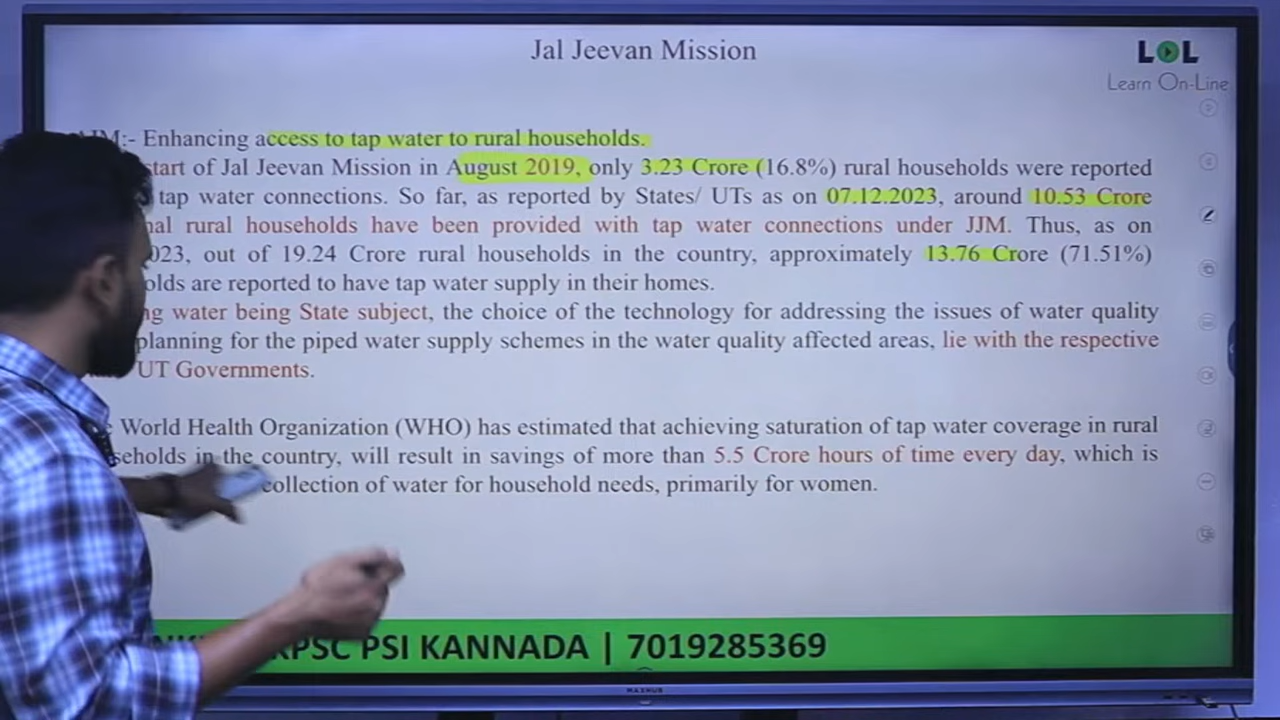 Jal Jeevan Mission
LOL
Learn On-Line
JJM:- Enhancing access to tap water to rural households.
start of Jal Jeevan Mission in August 2019, only 3.23 Crore (16.8%) rural households were reported
tap water connections. So far, as reported by States/ UTs as on 07.12.2023, around 10.53 Crore
rural households have been provided with tap water connections under JJM. Thus, as on
out of 19.24 Crore rural households in the country, approximately 13.76 Crore (71.51%)
are reported to have tap water supply in their homes.
water being State subject, the choice of the technology for addressing the issues of water quality
planning for the piped water supply schemes in the water quality affected areas, lie with the respective
UT Governments.
World Health Organization (WHO) has estimated that achieving saturation of tap water coverage in rural
in the country, will result in savings of more than 5.5 Crore hours of time every day, which is
collection of water for household needs, primarily for women.
KPSC PSI KANNADA | 7019285369
MAXHUB